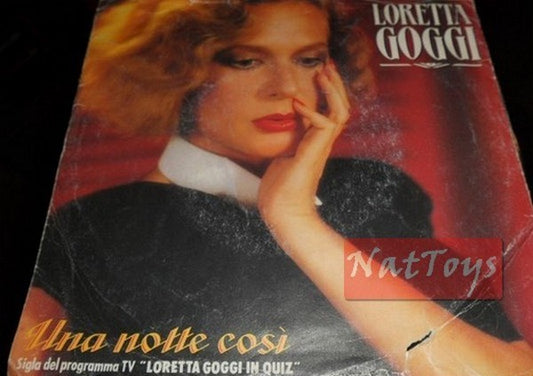 LORETTA
GOGGI
NatToys
Una notte così
Sigla del programma TV "LORETTA GOGGI IN QUIZ"